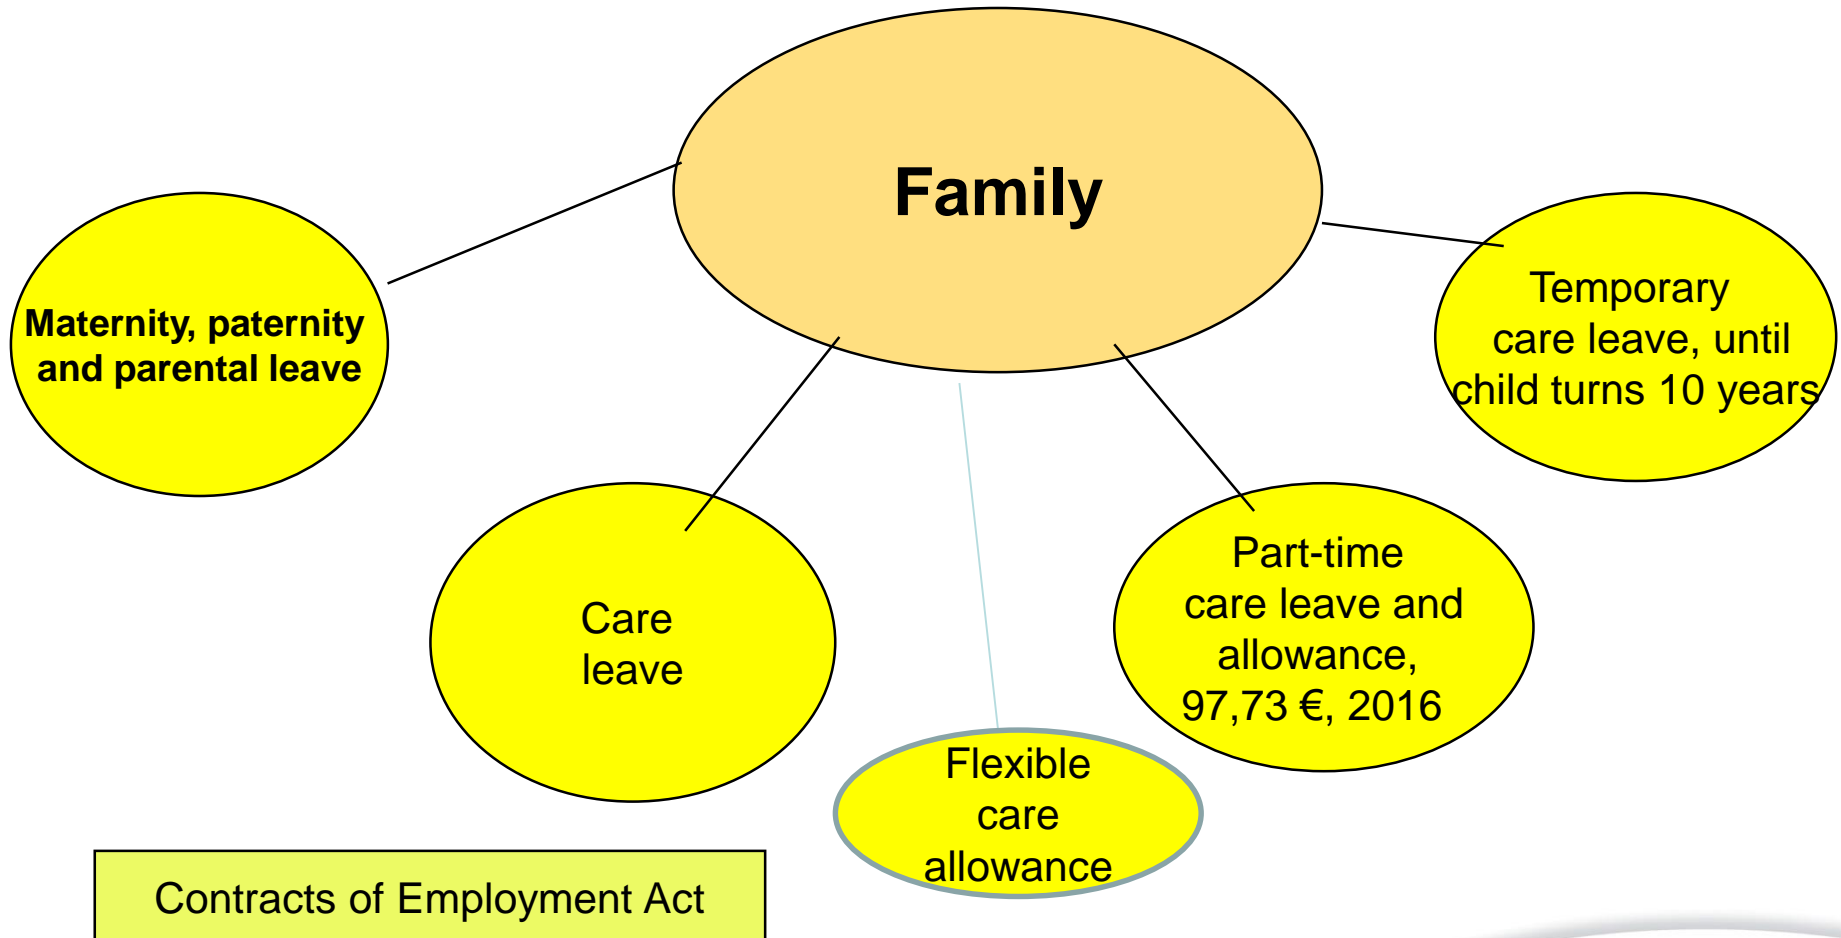 Family
Maternity, paternity
and parental leave
Temporary
care leave, until
child turns 10 years
Care
leave
Part-time
care leave and
allowance,
97,73 €, 2016
Flexible
care
allowance
Contracts of Employment Act